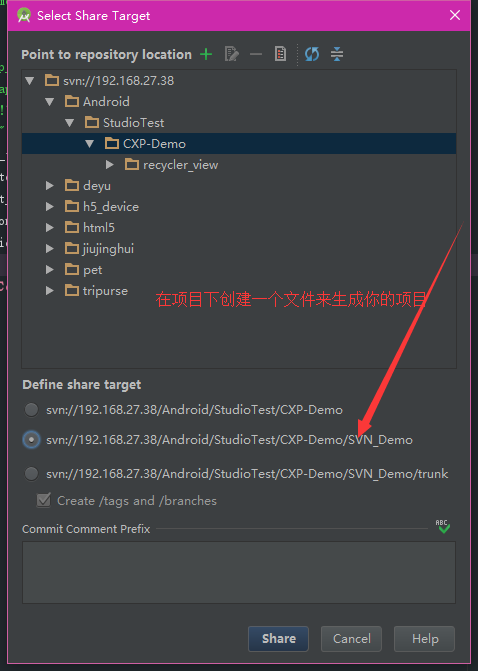 Select Share Target
Point to repository location
svn://192.168.27.38
Android
StudioTest
CXP-Demo
recycler_view
deyu
h5_device
html5
jiujinghui
pet
tripurse
在项目下创建一个文件来生成你的项目
Define share target
svn://192.168.27.38/Android/StudioTest/CXP-Demo
svn://192.168.27.38/Android/StudioTest/CXP-Demo/SVN_Demo
svn://192.168.27.38/Android/StudioTest/CXP-Demo/SVN_Demo/trunk
Create /tags and /branches
Commit Comment Prefix
ABC
Share
Cancel
Help